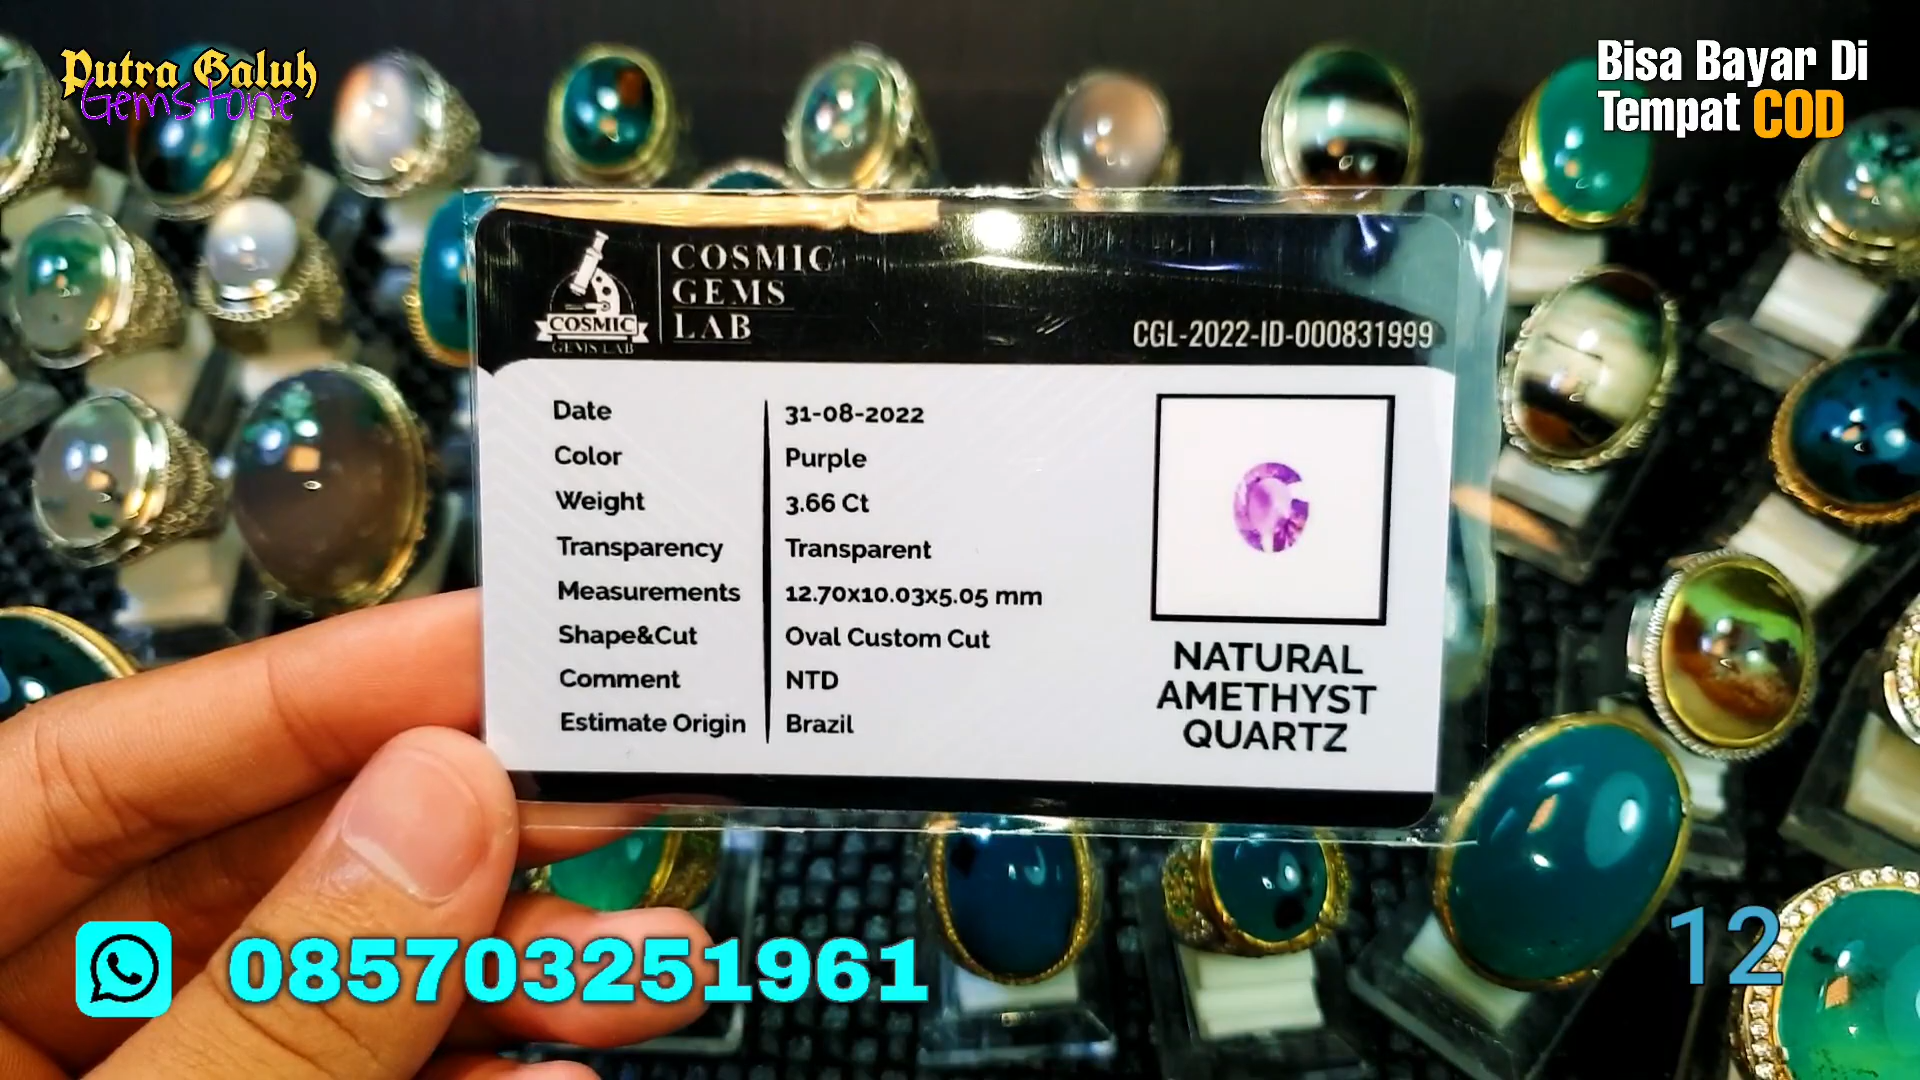 Putra Galuh
Gemstone
Bisa Bayar Di
Tempat COD
COSMIC
GEMS
LAB
COSMIC
GEMS LAB
CGL-2022-ID-000831999
Date 31-08-2022
Color Purple
Weight 3.66 Ct
Transparency Transparent
Measurements 12.70x10.03x5.05 mm
Shape&Cut Oval Custom Cut
Comment NTD
Estimate Origin Brazil
NATURAL
AMETHYST
QUARTZ
085703251961
12